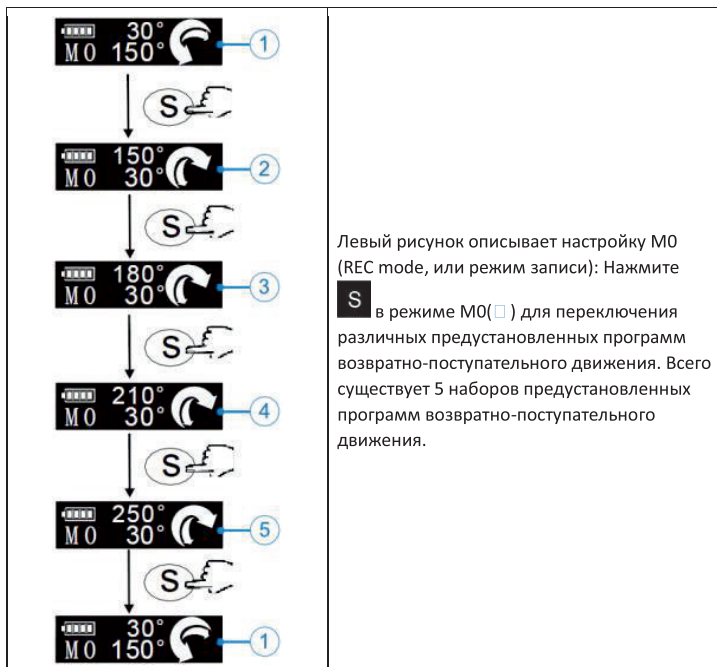 30°
M0 150°
1
S
150°
M0 30°
2
S
180°
M0 30°
3
S
210°
M0 30°
4
S
250°
M0 30°
5
S
30°
M0 150°
1
Левый рисунок описывает настройку M0
(REC mode, или режим записи): Нажмите
S в режиме M0( ) для переключения
различных предустановленных программ
возвратно-поступательного движения. Всего
существует 5 наборов предустановленных
программ возвратно-поступательного
движения.